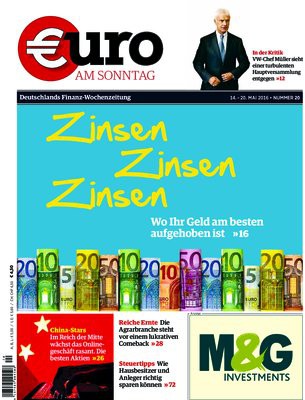 €uro
AM SONNTAG
In der Kritik
VW-Chef Müller sieht
einer turbulenten
Hauptversammlung
entgegen »12
Deutschlands Finanz-Wochenzeitung
14. – 20. MAI 2016 • NUMMER 20
Zinsen
Zinsen
Zinsen
Wo Ihr Geld am besten
aufgehoben ist »16
China-Stars
Im Reich der Mitte
wächst das Online-
geschäft rasant. Die
besten Aktien »26
Reiche Ernte Die
Agrarbranche steht
vor einem lukrativen
Comeback »28
Steuertipps Wie
Hausbesitzer und
Anleger richtig
sparen können »72
M&G
INVESTMENTS